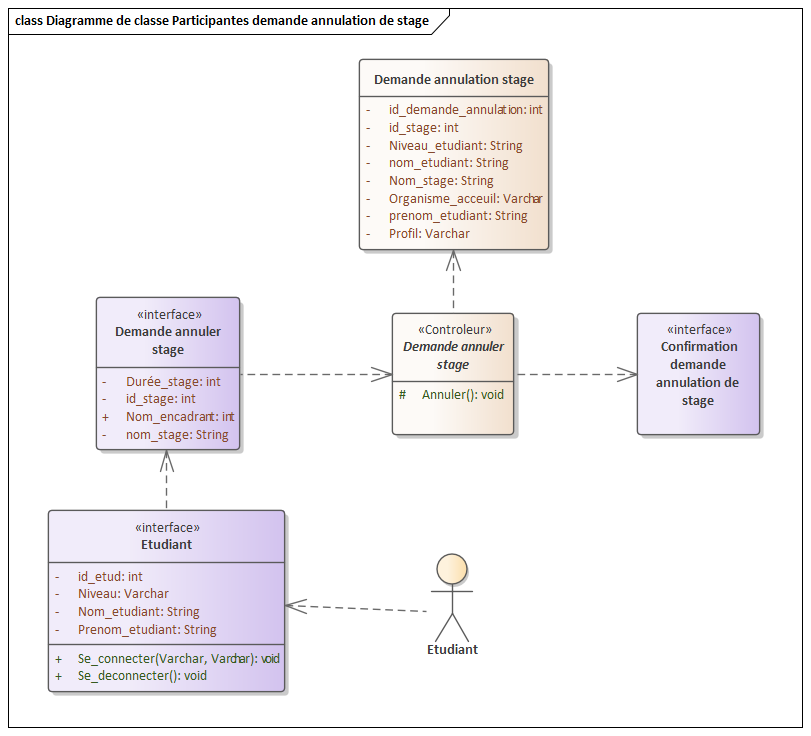 class Diagramme de classe Participantes demande annulation de stage
Demande annulation stage
- id_demande_annulation: int
- id_stage: int
- Niveau_etudiant: String
- nom_etudiant: String
- Nom_stage: String
- Organisme_acceuil: Varchar
- prenom_etudiant: String
- Profil: Varchar
«interface»
Demande annuler
stage
- Durée_stage: int
- id_stage: int
+ Nom_encadrant: int
- nom_stage: String
«Controleur»
Demande annuler
stage
# Annuler(): void
«interface»
Confirmation
demande
annulation de
stage
«interface»
Etudiant
- id_etud: int
- Niveau: Varchar
- Nom_etudiant: String
- Prenom_etudiant: String
+ Se_connecter(Varchar, Varchar): void
+ Se_deconnecter(): void
Etudiant